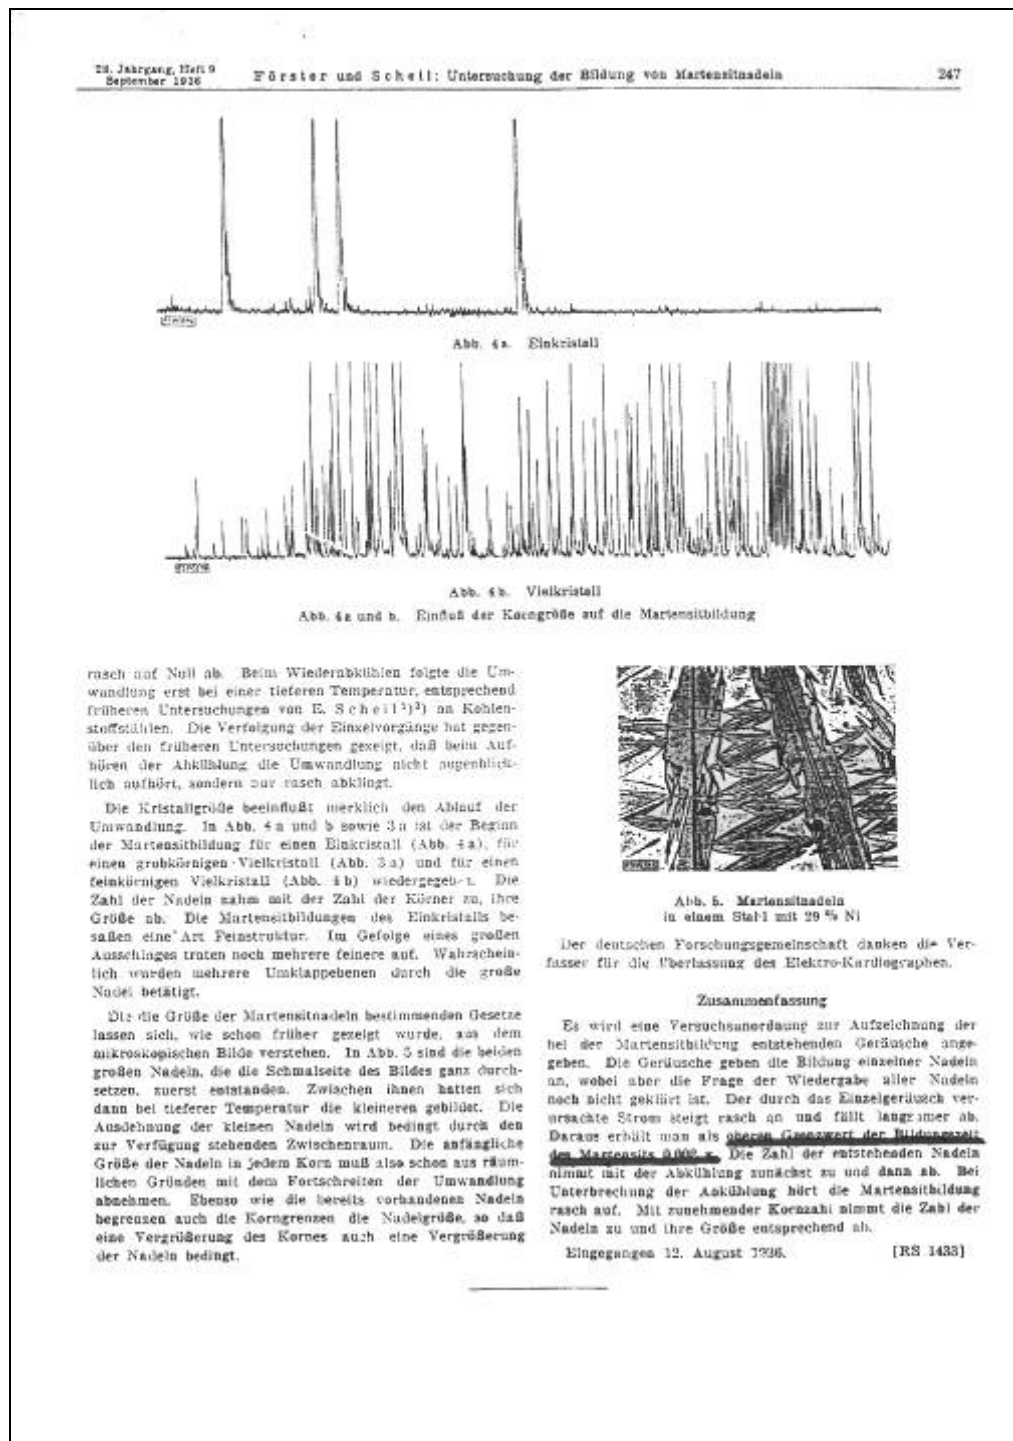 28. Jahrgang, Heft 9
September 1936
Förster und Scheil: Untersuchung der Bildung von Martensitnadeln
247
Abb. 4a. Einkristall
Abb. 4b. Vielkristall
Abb. 4a und b. Einfluß der Korngröße auf die Martensitbildung
rasch auf Null ab. Beim Wiederabkühlen folgte die Um-
wandlung erst bei einer tieferen Temperatur, entsprechend
früheren Untersuchungen von E. Scheil¹)²) an Kohlen-
stoffstählen. Die Verfolgung der Einzelvorgänge hat gegen-
über den früheren Untersuchungen gezeigt, daß beim Auf-
hören der Abkühlung die Umwandlung nicht augenblick-
lich aufhört, sondern nur rasch abklingt.
Die Kristallgröße beeinflußt merklich den Ablauf der
Umwandlung. In Abb. 4a und b sowie 3a ist der Beginn
der Martensitbildung für einen Einkristall (Abb. 4a), für
einen grobkörnigen Vielkristall (Abb. 3a) und für einen
feinkörnigen Vielkristall (Abb. 4b) wiedergegeben. Die
Zahl der Nadeln nahm mit der Zahl der Körner zu, ihre
Größe ab. Die Martensitbildungen des Einkristalls be-
saßen eine Art Feinstruktur. Im Gefolge eines großen
Ausschlages traten noch mehrere feinere auf. Wahrschein-
lich wurden mehrere Umklappebenen durch die große
Nadel betätigt.
Die die Größe der Martensitnadeln bestimmenden Gesetze
lassen sich, wie schon früher gezeigt wurde, aus dem
mikroskopischen Bilde verstehen. In Abb. 5 sind die beiden
großen Nadeln, die die Schmalseite des Bildes ganz durch-
setzen, zuerst entstanden. Zwischen ihnen hatten sich
dann bei tieferer Temperatur die kleineren gebildet. Die
Ausdehnung der kleinen Nadeln wird bedingt durch den
zur Verfügung stehenden Zwischenraum. Die anfängliche
Größe der Nadeln in jedem Korn muß also schon aus räum-
lichen Gründen mit dem Fortschreiten der Umwandlung
abnehmen. Ebenso wie die bereits vorhandenen Nadeln
begrenzen auch die Korngrenzen die Nadelgröße, so daß
eine Vergrößerung des Kornes auch eine Vergrößerung
der Nadeln bedingt.
Abb. 5. Martensitnadeln
in einem Stahl mit 29 % Ni
Der deutschen Forschungsgemeinschaft danken die Ver-
fasser für die Überlassung des Elektro-Kardiographen.
Zusammenfassung
Es wird eine Versuchsanordnung zur Aufzeichnung der
bei der Martensitbildung entstehenden Geräusche ange-
geben. Die Geräusche geben die Bildung einzelner Nadeln
an, wobei aber die Frage der Wiedergabe aller Nadeln
noch nicht geklärt ist. Der durch das Einzelgeräusch ver-
ursachte Strom steigt rasch an und fällt langsamer ab.
Daraus erhält man als oberen Grenzwert der Bildungszeit
des Martensits 0,002 s. Die Zahl der entstehenden Nadeln
nimmt mit der Abkühlung zunächst zu und dann ab. Bei
Unterbrechung der Abkühlung hört die Martensitbildung
rasch auf. Mit zunehmender Kornzahl nimmt die Zahl der
Nadeln zu und ihre Größe entsprechend ab.
Eingegangen 12. August 1936.
[RS 1433]